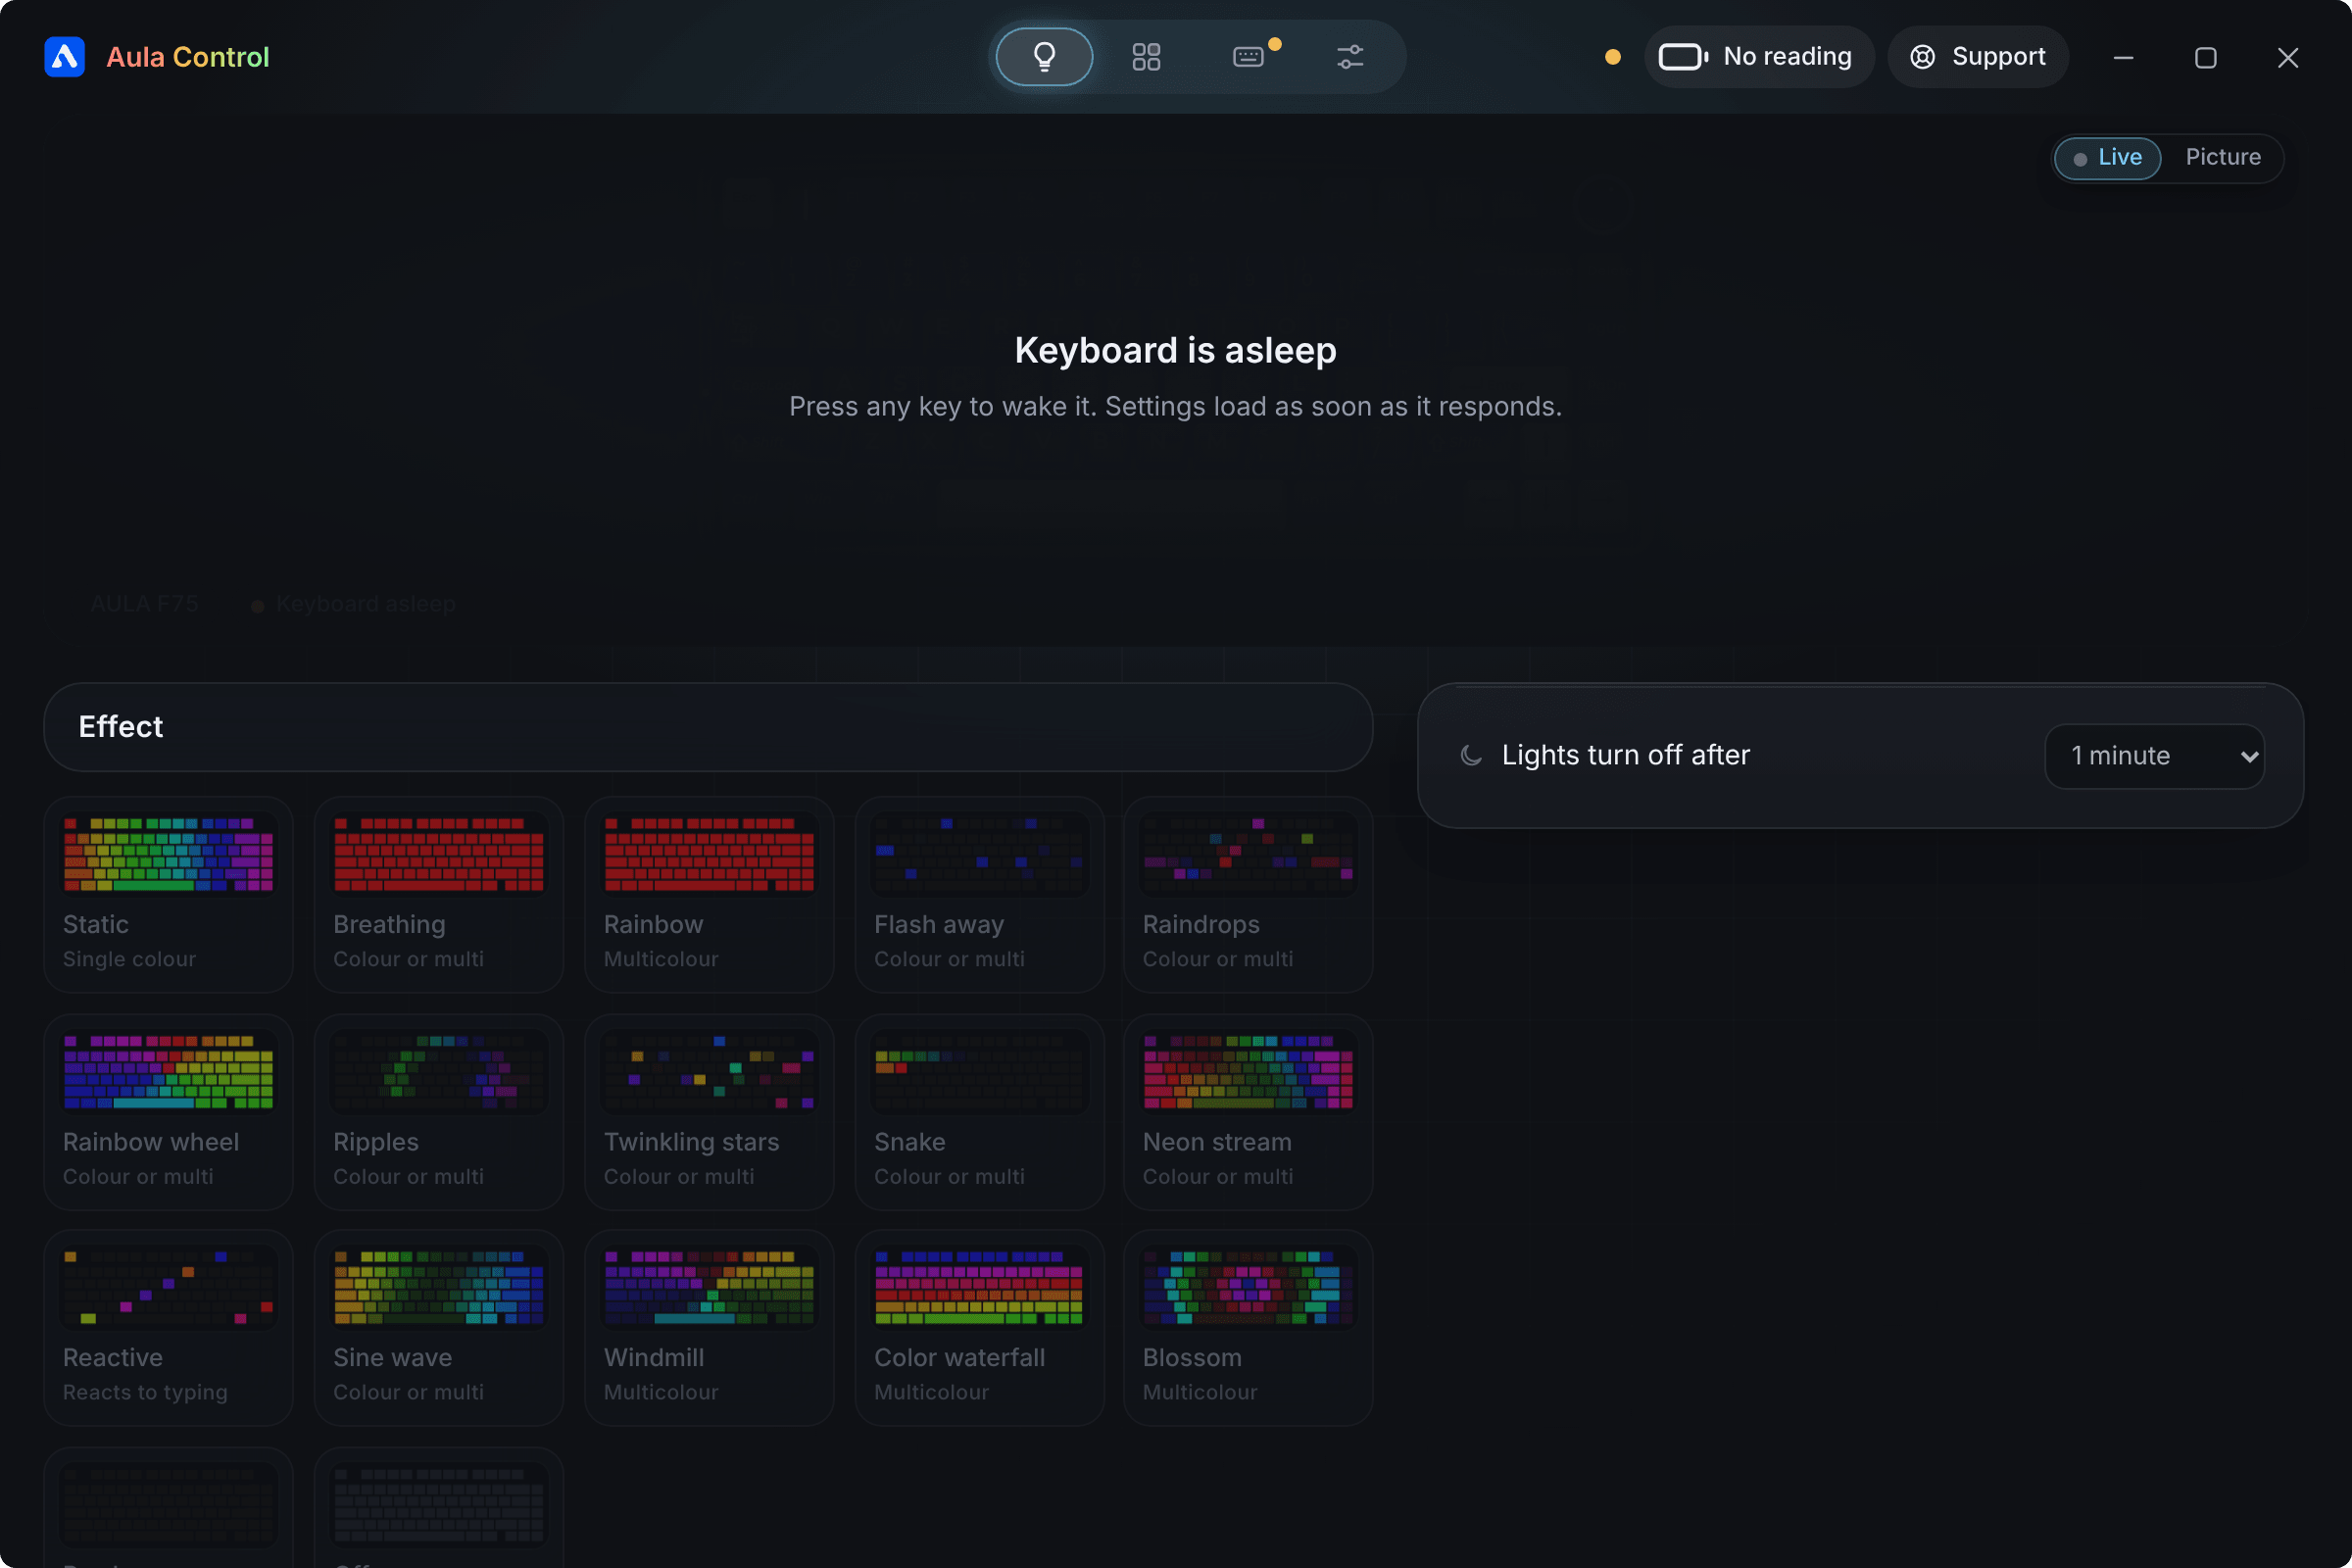 Aula Control
No reading
Support
Live
Picture
Keyboard is asleep
Press any key to wake it. Settings load as soon as it responds.
AULA F75
Keyboard asleep
Effect
Lights turn off after
1 minute
Static
Single colour
Breathing
Colour or multi
Rainbow
Multicolour
Flash away
Colour or multi
Raindrops
Colour or multi
Rainbow wheel
Colour or multi
Ripples
Colour or multi
Twinkling stars
Colour or multi
Snake
Colour or multi
Neon stream
Colour or multi
Reactive
Reacts to typing
Sine wave
Colour or multi
Windmill
Multicolour
Color waterfall
Multicolour
Blossom
Multicolour